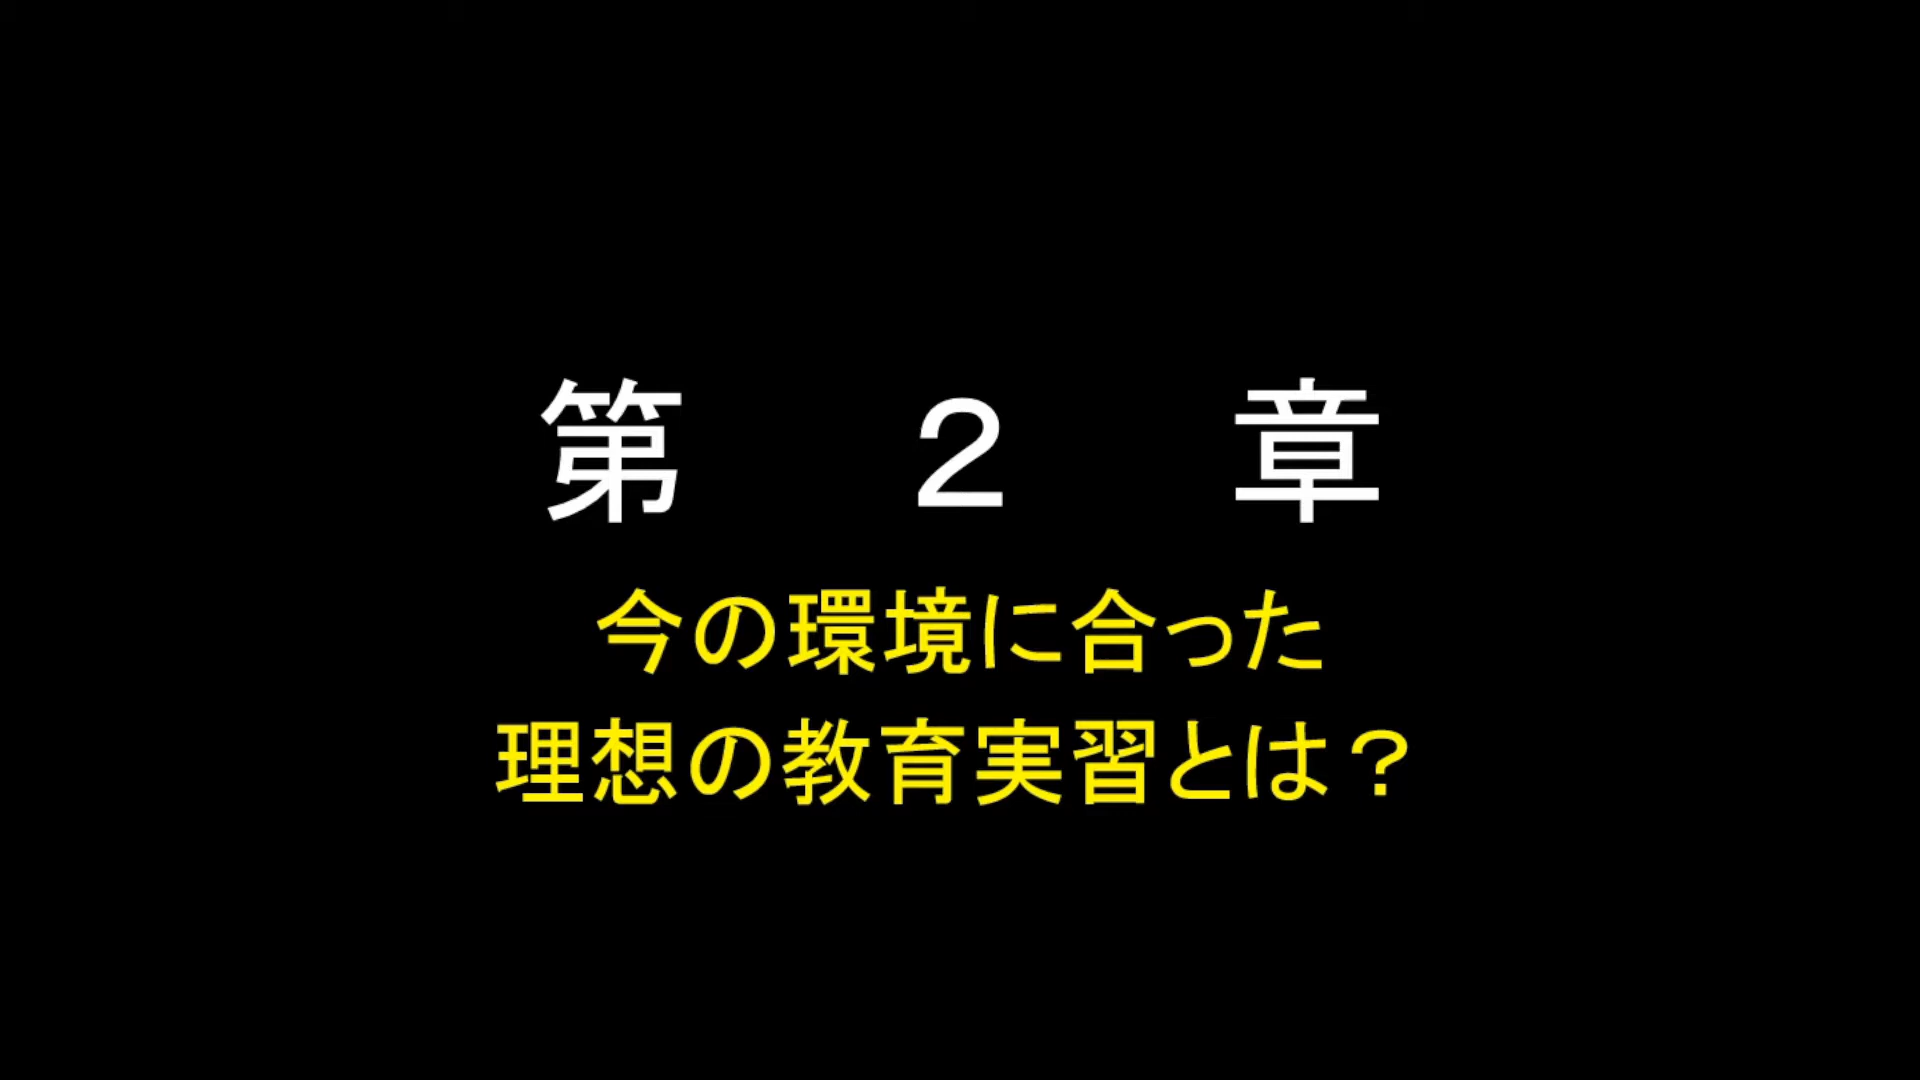 第　２　章
今の環境に合った
理想の教育実習とは？